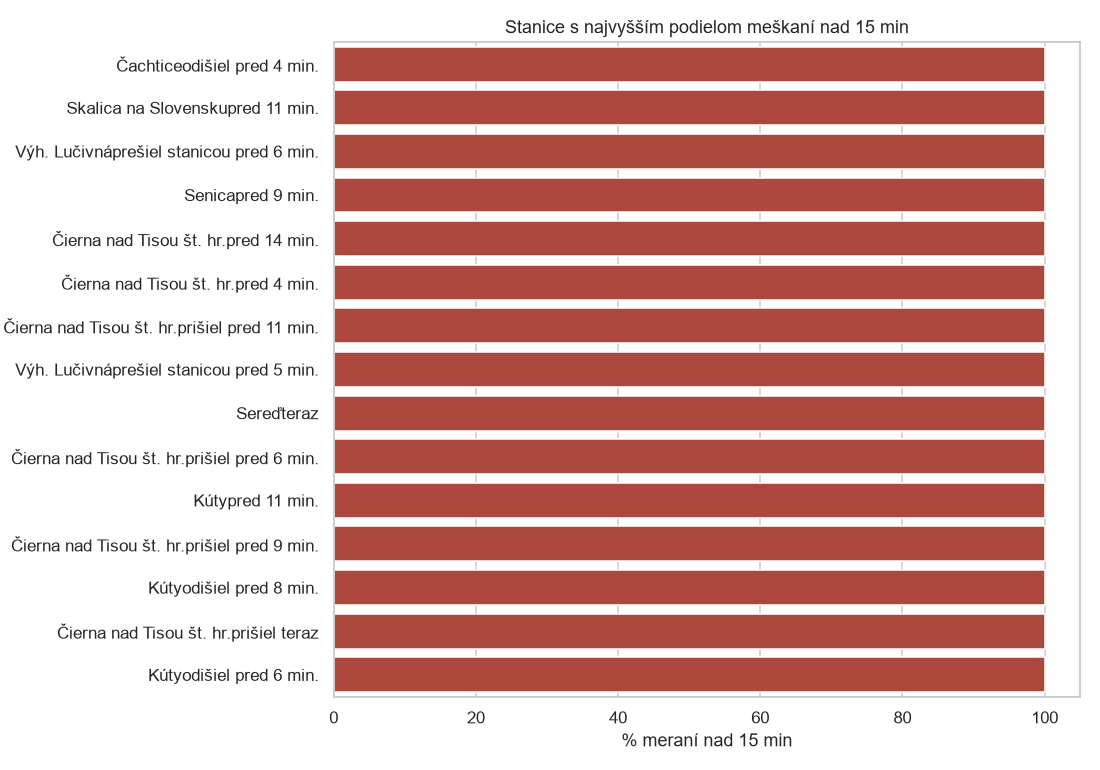 Stanice s najvyšším podielom meškaní nad 15 min
Čachticeodišiel pred 4 min.
Skalica na Slovenskupred 11 min.
Výh. Lučivnáprešiel stanicou pred 6 min.
Senicapred 9 min.
Čierna nad Tisou št. hr.pred 14 min.
Čierna nad Tisou št. hr.pred 4 min.
Čierna nad Tisou št. hr.prišiel pred 11 min.
Výh. Lučivnáprešiel stanicou pred 5 min.
Sereďteraz
Čierna nad Tisou št. hr.prišiel pred 6 min.
Kútypred 11 min.
Čierna nad Tisou št. hr.prišiel pred 9 min.
Kútyodišiel pred 8 min.
Čierna nad Tisou št. hr.prišiel teraz
Kútyodišiel pred 6 min.
0 20 40 60 80 100
% meraní nad 15 min